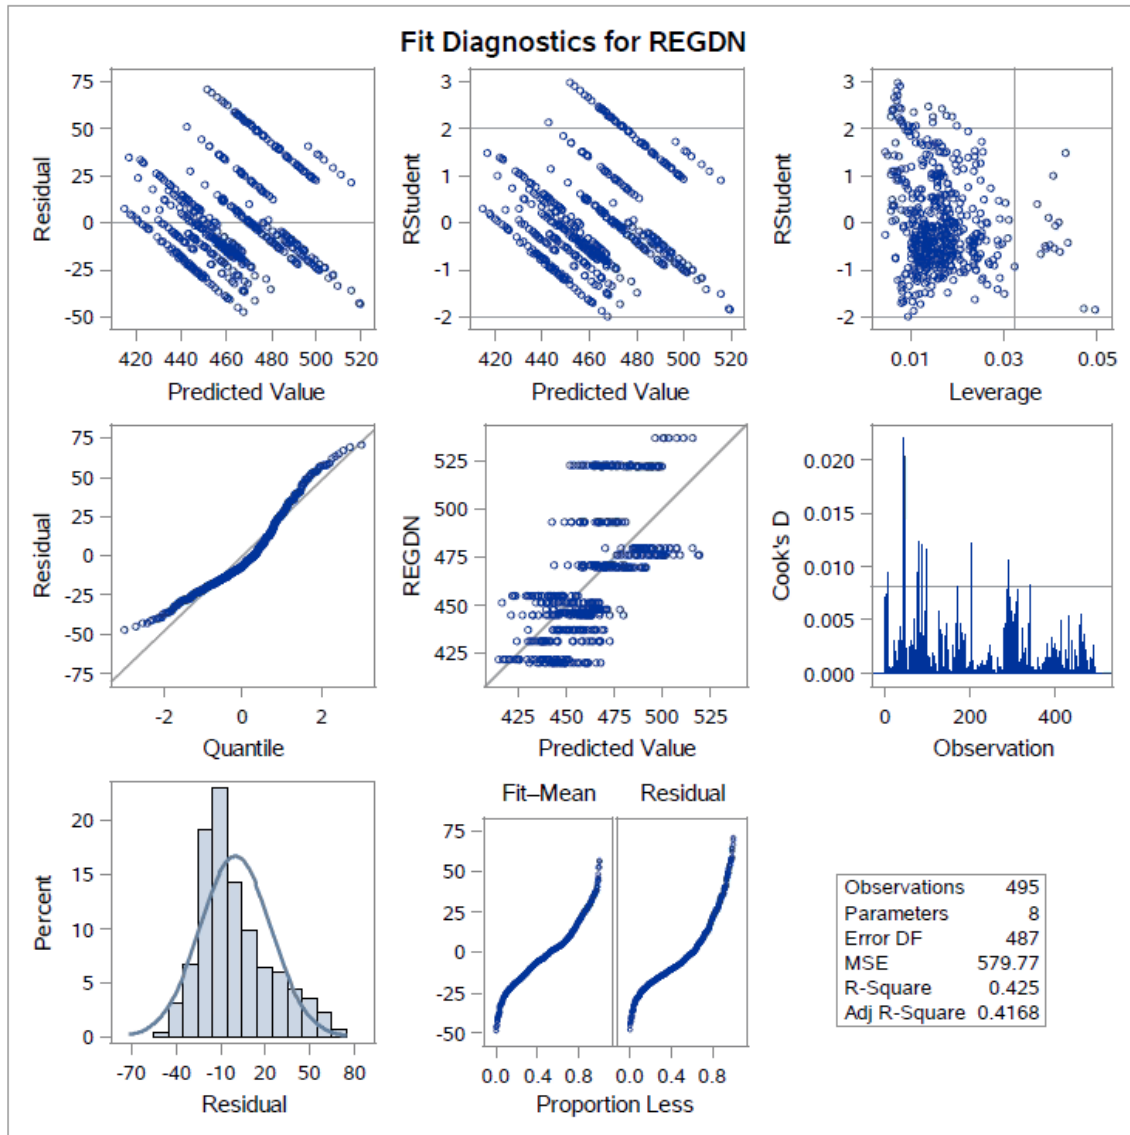 Fit Diagnostics for REGDN
75
50
25
0
-25
-50
Residual
420 440 460 480 500 520
Predicted Value
3
2
1
0
-1
-2
RStudent
420 440 460 480 500 520
Predicted Value
3
2
1
0
-1
-2
RStudent
0.01 0.03 0.05
Leverage
75
50
25
0
-25
-50
-75
Residual
-2 0 2
Quantile
525
500
475
450
425
REGDN
425 450 475 500 525
Predicted Value
0.020
0.015
0.010
0.005
0.000
Cook's D
0 200 400
Observation
20
15
10
5
0
Percent
-70 -40 -10 20 50 80
Residual
Fit–Mean Residual
75
50
25
0
-25
-50
0.0 0.4 0.8 0.0 0.4 0.8
Proportion Less
Observations 495
Parameters 8
Error DF 487
MSE 579.77
R-Square 0.425
Adj R-Square 0.4168